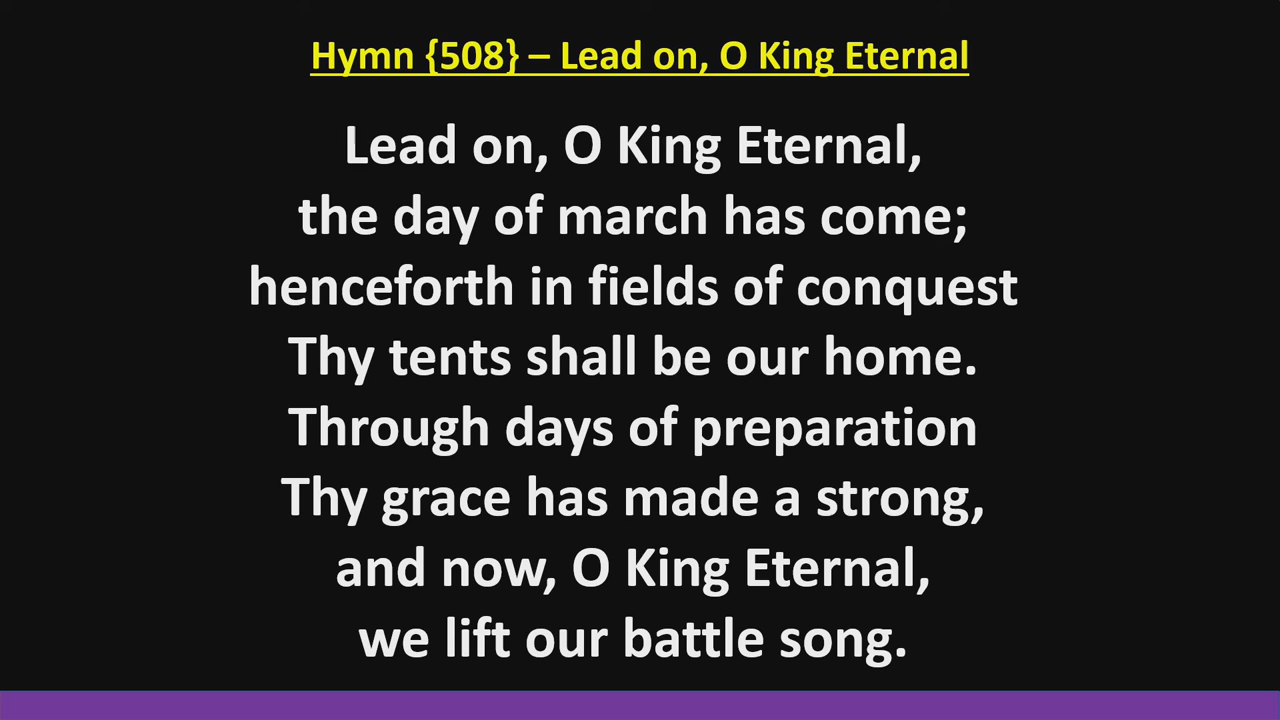 Hymn {508} – Lead on, O King Eternal
Lead on, O King Eternal,
the day of march has come;
henceforth in fields of conquest
Thy tents shall be our home.
Through days of preparation
Thy grace has made a strong,
and now, O King Eternal,
we lift our battle song.